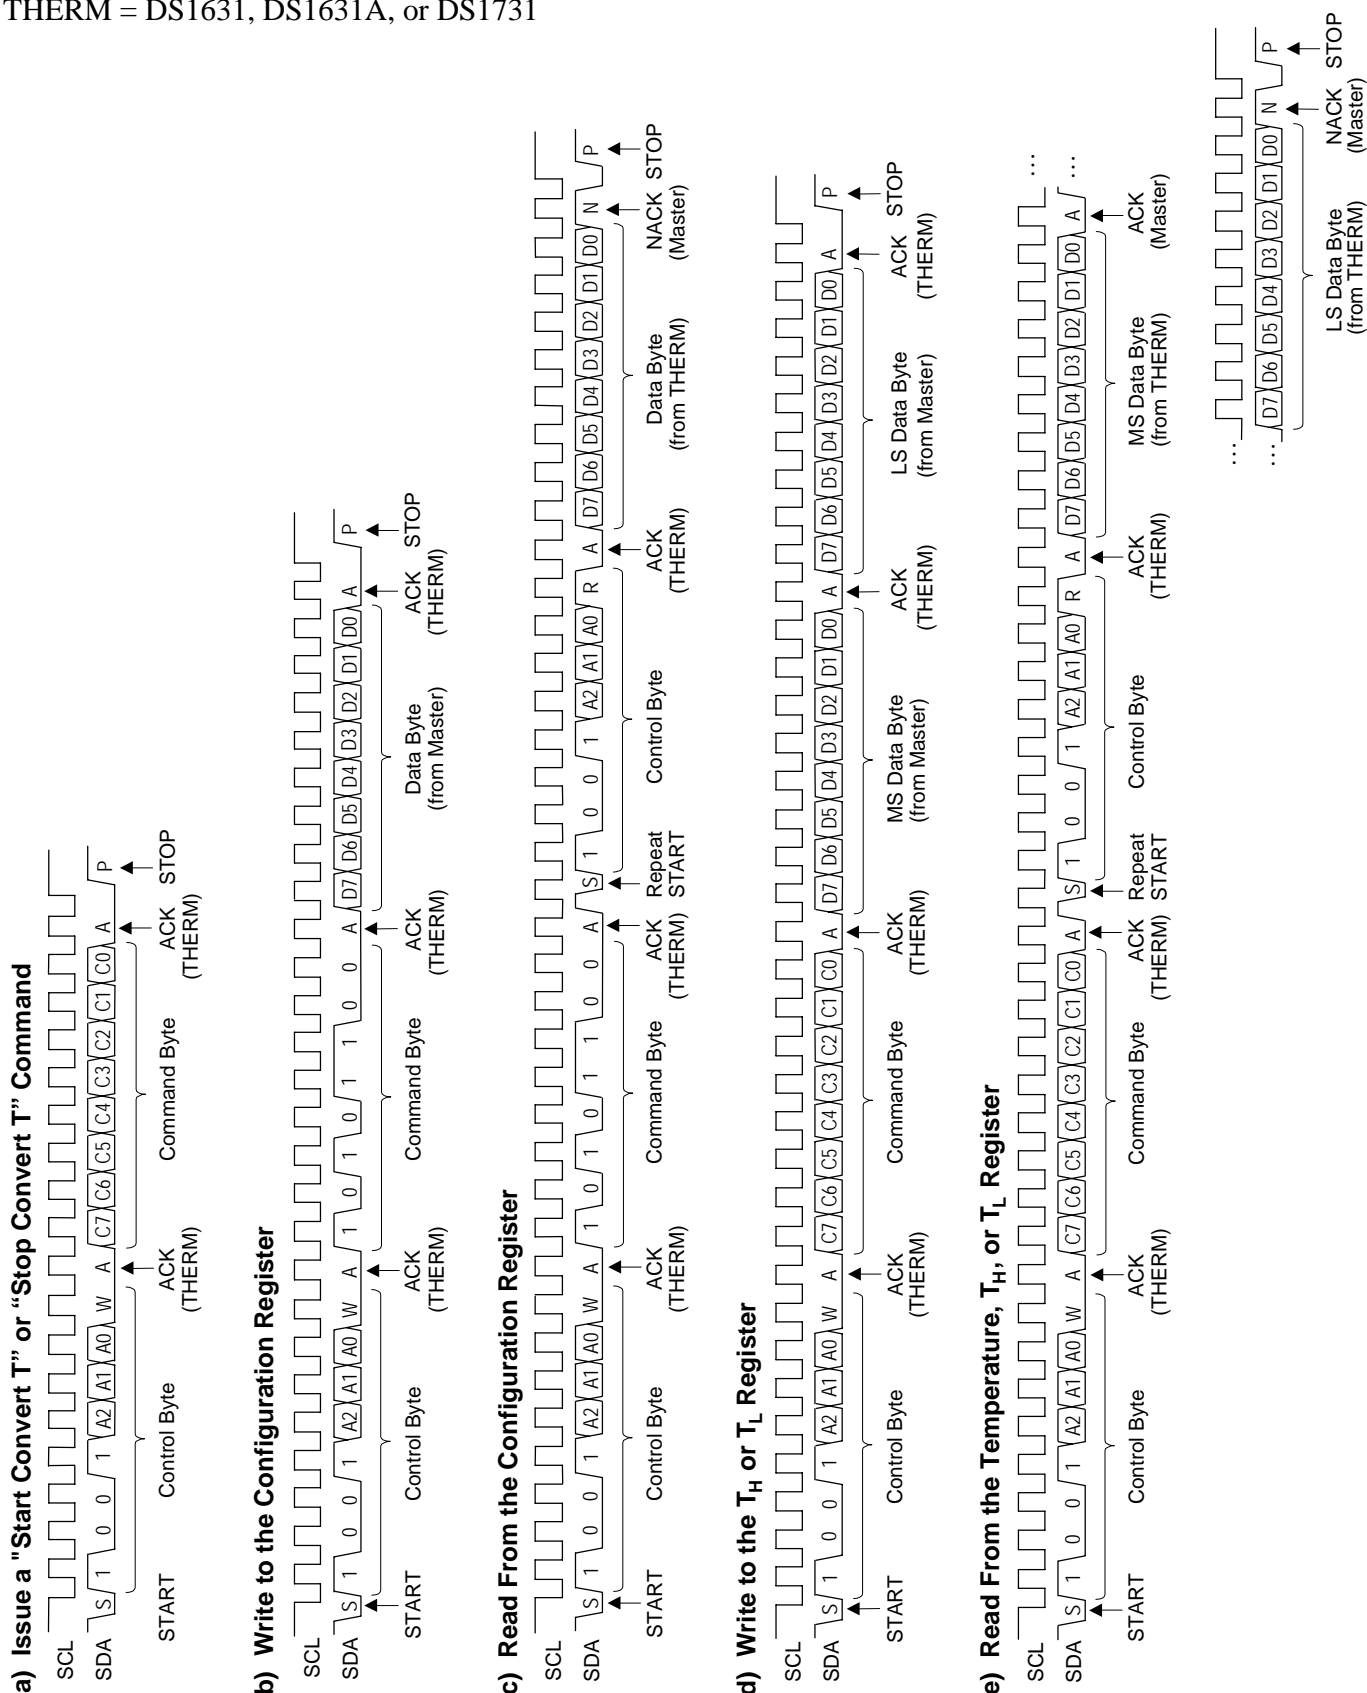 THERM = DS1631, DS1631A, or DS1731
a) Issue a "Start Convert T” or “Stop Convert T” Command
SCL
SDA
S 1 0 0 1 A2 A1 A0 W A C7 C6 C5 C4 C3 C2 C1 C0 A P
START
Control Byte
ACK
(THERM)
Command Byte
ACK
(THERM)
STOP
b) Write to the Configuration Register
SCL
SDA
S 1 0 0 1 A2 A1 A0 W A 1 0 1 0 1 1 0 0 A D7 D6 D5 D4 D3 D2 D1 D0 A P
START
Control Byte
ACK
(THERM)
Command Byte
ACK
(THERM)
Data Byte
(from Master)
ACK
(THERM)
STOP
c) Read From the Configuration Register
SCL
SDA
S 1 0 0 1 A2 A1 A0 W A 1 0 1 0 1 1 0 0 A S 1 0 0 1 A2 A1 A0 R A D7 D6 D5 D4 D3 D2 D1 D0 N P
START
Control Byte
ACK
(THERM)
Command Byte
ACK
(THERM)
Repeat
START
Control Byte
ACK
(THERM)
Data Byte
(from THERM)
NACK
(Master)
STOP
d) Write to the TH or TL Register
SCL
SDA
S 1 0 0 1 A2 A1 A0 W A C7 C6 C5 C4 C3 C2 C1 C0 A D7 D6 D5 D4 D3 D2 D1 D0 A D7 D6 D5 D4 D3 D2 D1 D0 A P
START
Control Byte
ACK
(THERM)
Command Byte
ACK
(THERM)
MS Data Byte
(from Master)
ACK
(THERM)
LS Data Byte
(from Master)
ACK
(THERM)
STOP
e) Read From the Temperature, TH, or TL Register
SCL
SDA
S 1 0 0 1 A2 A1 A0 W A C7 C6 C5 C4 C3 C2 C1 C0 A S 1 0 0 1 A2 A1 A0 R A D7 D6 D5 D4 D3 D2 D1 D0 A ...
...
START
Control Byte
ACK
(THERM)
Command Byte
ACK
(THERM)
Repeat
START
Control Byte
ACK
(THERM)
MS Data Byte
(from THERM)
ACK
(Master)
...
... D7 D6 D5 D4 D3 D2 D1 D0 N P
LS Data Byte
(from THERM)
NACK
(Master)
STOP